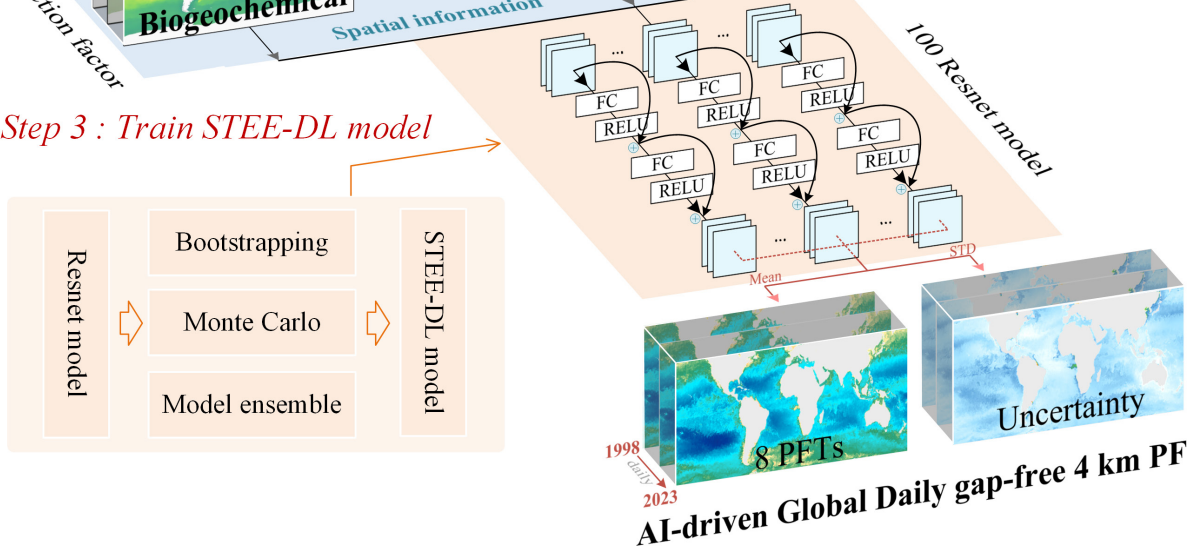 Biogeochemical
Spatial information
factor
100 Resnet model
FC
RELU
FC
RELU
FC
RELU
FC
RELU
FC
RELU
FC
RELU
...
...
...
...
Step 3 : Train STEE-DL model
Resnet model
Bootstrapping
Monte Carlo
Model ensemble
STEE-DL model
Mean
STD
8 PFTs
Uncertainty
1998
daily
2023
AI-driven Global Daily gap-free 4 km PF